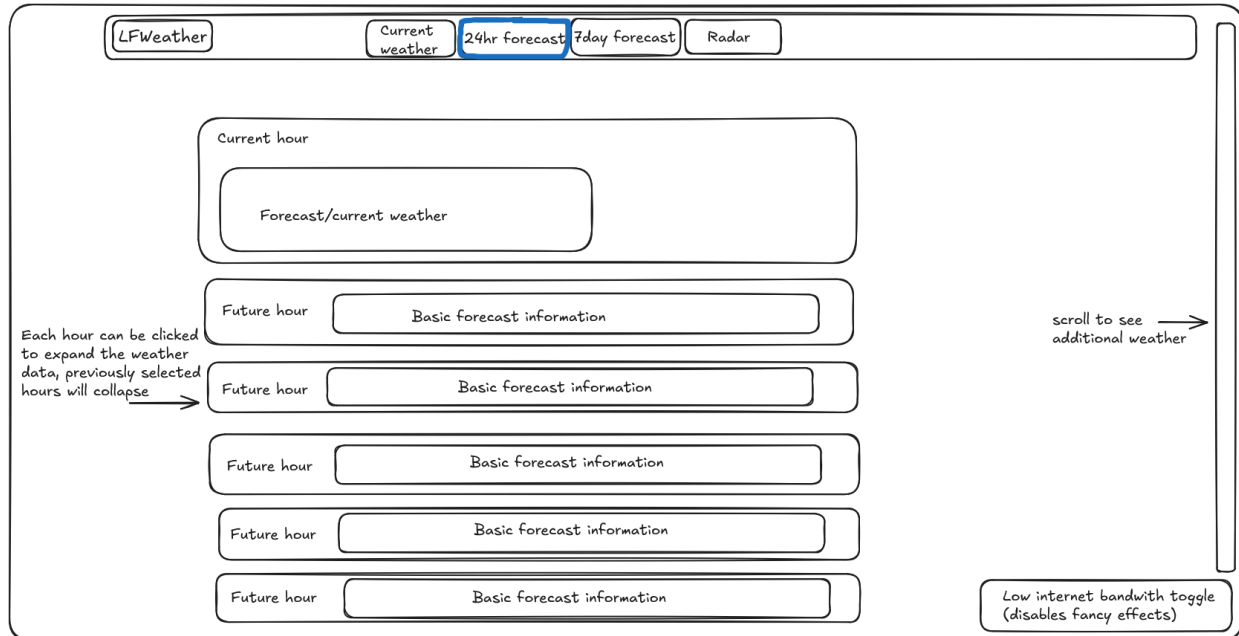 LFWeather
Current
weather
24hr forecast
7day forecast
Radar
Current hour
Forecast/current weather
Future hour
Basic forecast information
Each hour can be clicked
to expand the weather
data, previously selected
hours will collapse
scroll to see
additional weather
Future hour
Basic forecast information
Future hour
Basic forecast information
Future hour
Basic forecast information
Future hour
Basic forecast information
Low internet bandwith toggle
(disables fancy effects)